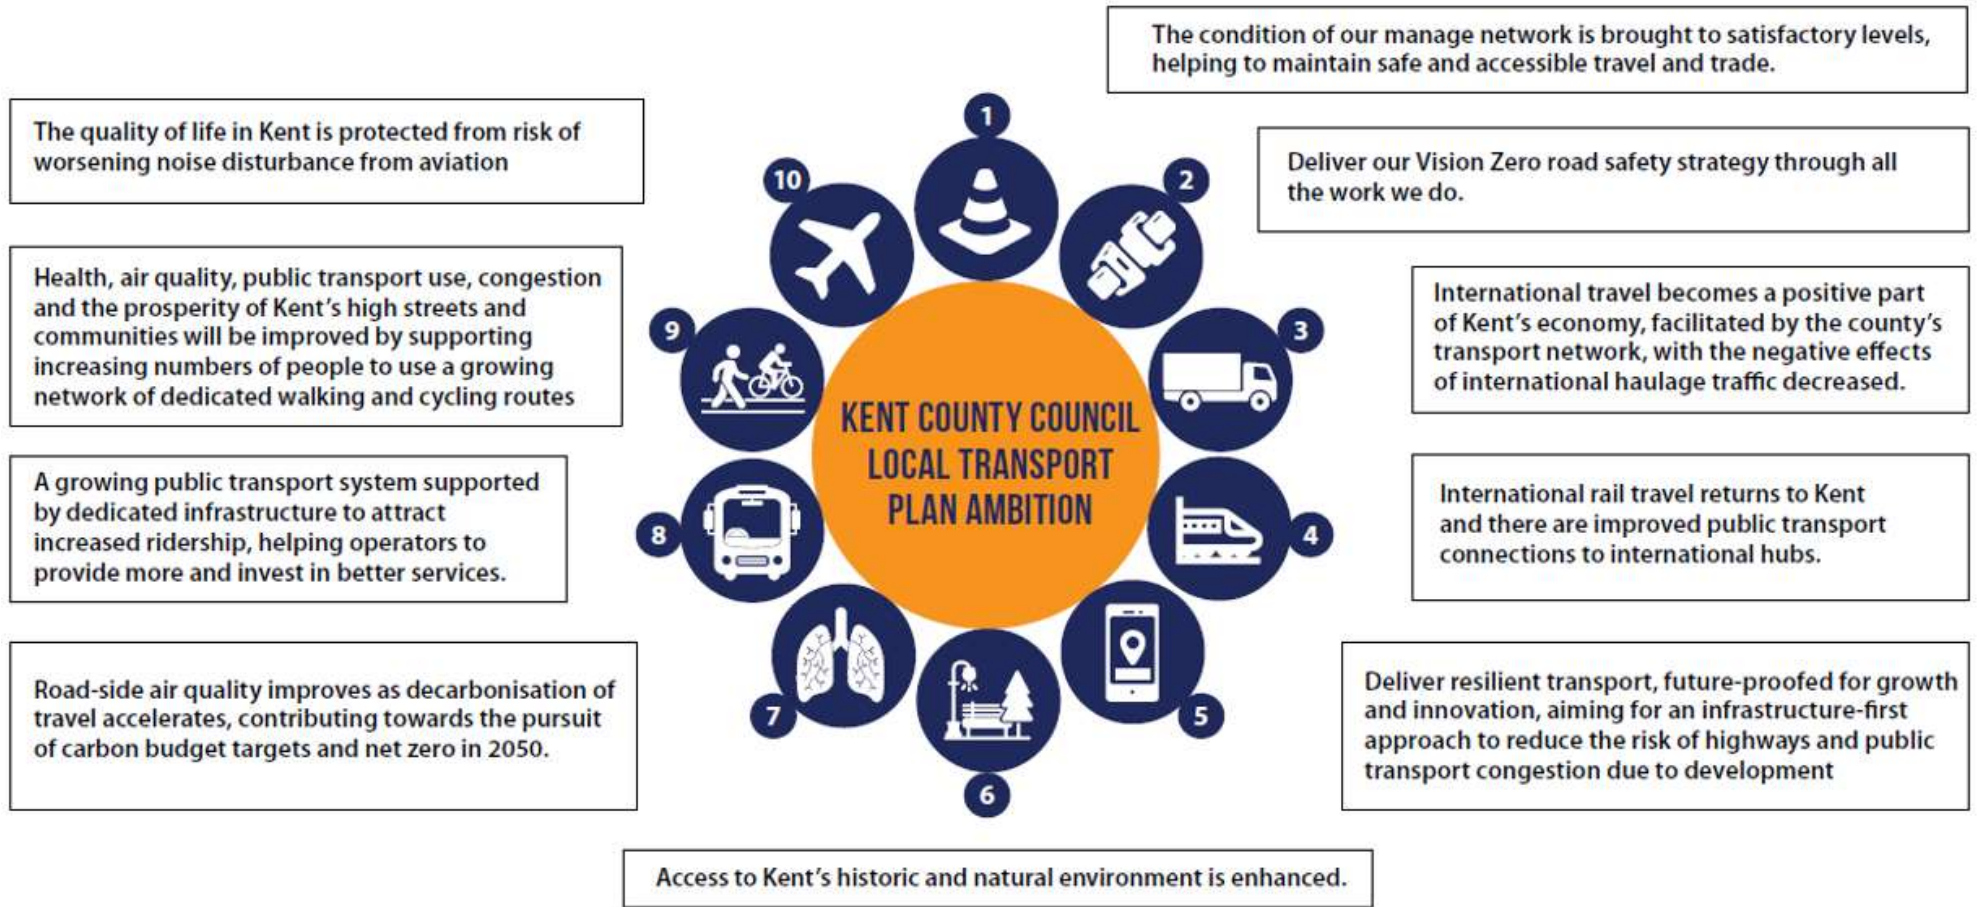 The condition of our manage network is brought to satisfactory levels,
helping to maintain safe and accessible travel and trade.
The quality of life in Kent is protected from risk of
worsening noise disturbance from aviation
1
Deliver our Vision Zero road safety strategy through all
the work we do.
10
2
Health, air quality, public transport use, congestion
and the prosperity of Kent's high streets and
communities will be improved by supporting
increasing numbers of people to use a growing
network of dedicated walking and cycling routes
International travel becomes a positive part
of Kent's economy, facilitated by the county's
transport network, with the negative effects
of international haulage traffic decreased.
9
3
KENT COUNTY COUNCIL
LOCAL TRANSPORT
PLAN AMBITION
A growing public transport system supported
by dedicated infrastructure to attract
increased ridership, helping operators to
provide more and invest in better services.
8
4
International rail travel returns to Kent
and there are improved public transport
connections to international hubs.
Road-side air quality improves as decarbonisation of
travel accelerates, contributing towards the pursuit
of carbon budget targets and net zero in 2050.
7
5
Deliver resilient transport, future-proofed for growth
and innovation, aiming for an infrastructure-first
approach to reduce the risk of highways and public
transport congestion due to development
6
Access to Kent's historic and natural environment is enhanced.